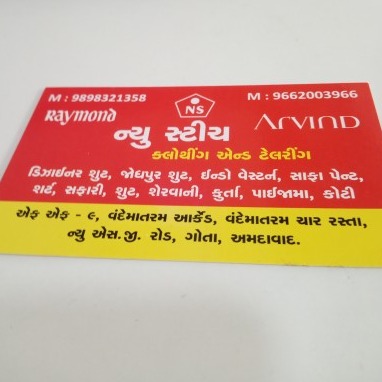 M : 9898321358 M : 9662003966
Raymond NS ARVIND
ન્યુ સ્ટીચ
ક્લોથીંગ એન્ડ ટેલરીંગ
ડિઝાઈનર શુટ, જોધપુર શુટ, ઈન્ડો વેસ્ટર્ન, સાફા પેન્ટ,
શર્ટ, સફારી, શુટ, શેરવાની, કુર્તા, પાઈજામા, કોટી
એફ એફ - ૯, વંદેમાતરમ આર્કેડ, વંદેમાતરમ ચાર રસ્તા,
ન્યુ એસ.જી. રોડ, ગોતા, અમદાવાદ.